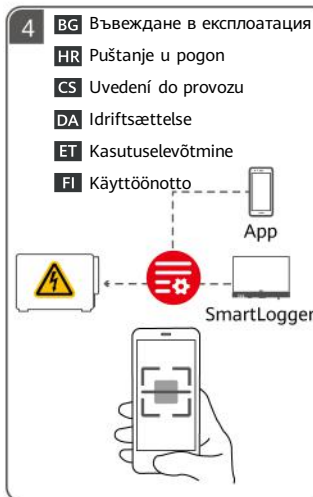 4
BG Въвеждане в експлоатация
HR Puštanje u pogon
CS Uvedení do provozu
DA Idriftsættelse
ET Kasutuselevõtmine
FI Käyttöönotto
App
SmartLogger